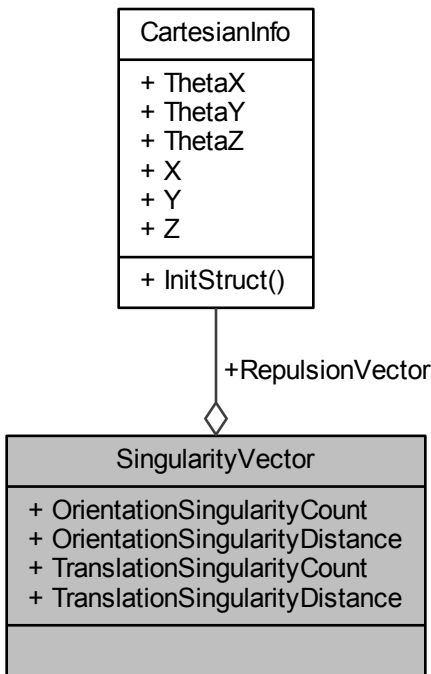 CartesianInfo
+ ThetaX
+ ThetaY
+ ThetaZ
+ X
+ Y
+ Z
+ InitStruct()
+RepulsionVector
SingularityVector
+ OrientationSingularityCount
+ OrientationSingularityDistance
+ TranslationSingularityCount
+ TranslationSingularityDistance